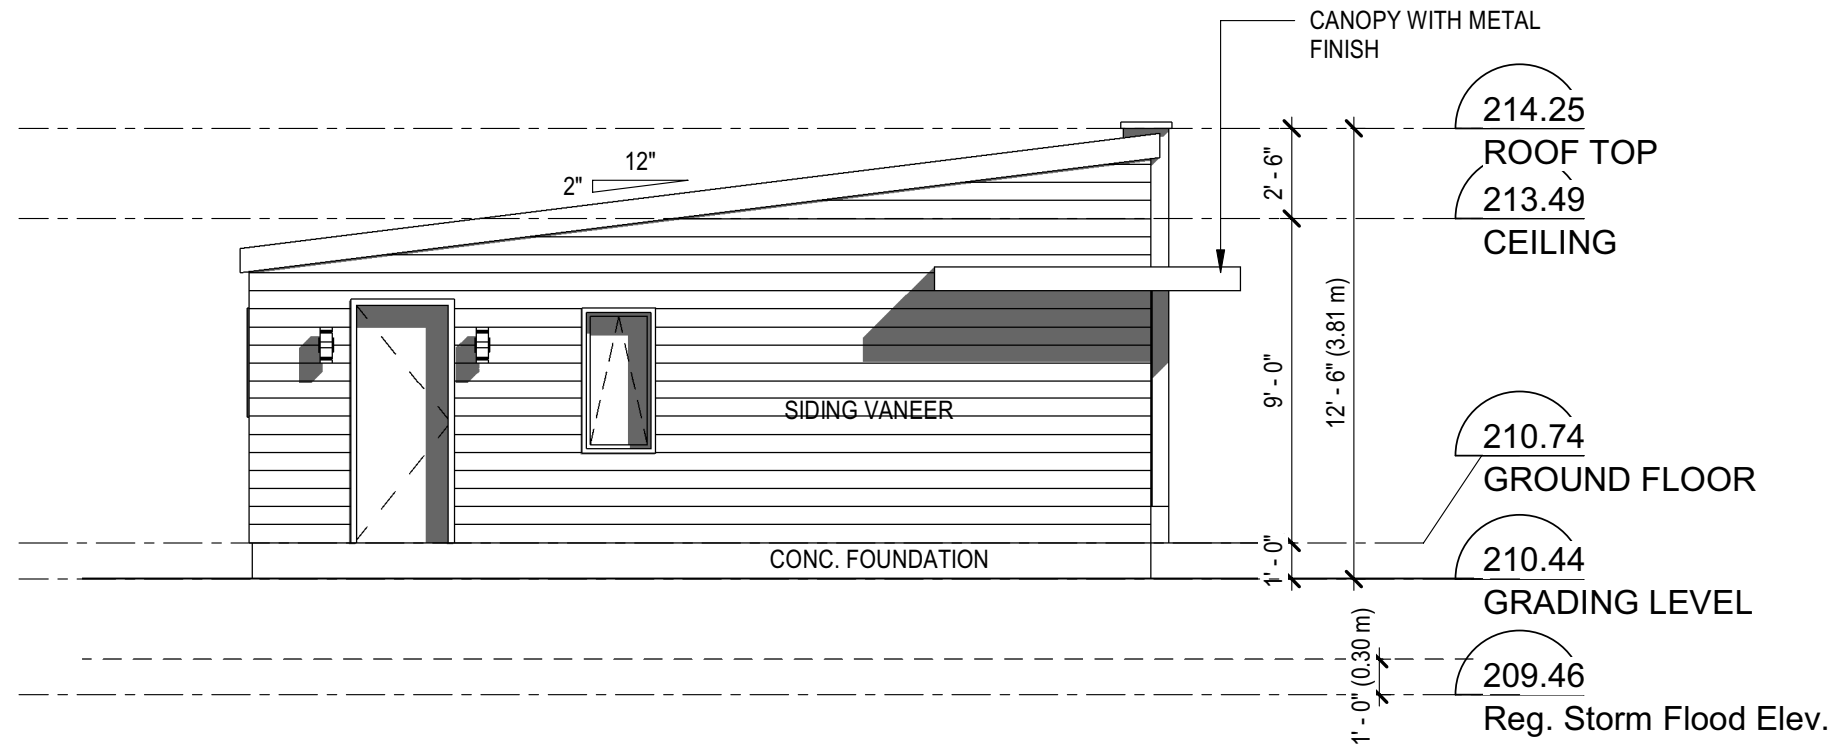 CANOPY WITH METAL
FINISH
214.25
ROOF TOP
12"
2"
2' - 6"
213.49
CEILING
9' - 0"
12' - 6" (3.81 m)
SIDING VANEER
210.74
GROUND FLOOR
CONC. FOUNDATION
1' - 0"
210.44
GRADING LEVEL
1' - 0" (0.30 m)
209.46
Reg. Storm Flood Elev.